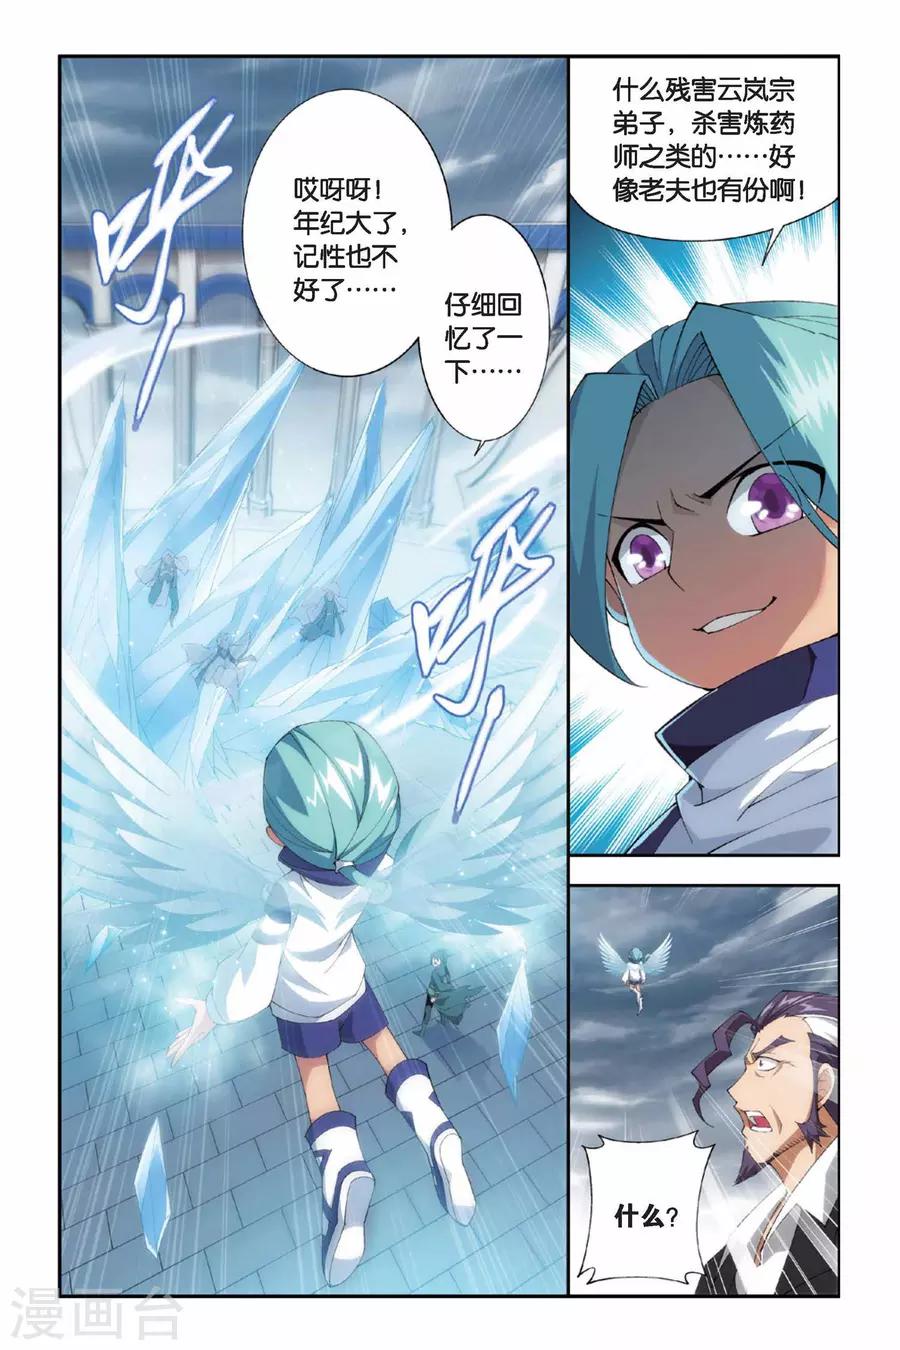 呼
哎呀呀！
年纪大了，
记性也不
好了……
仔细回
忆了一
下……
呼
什么残害云岚宗
弟子，杀害炼药
师之类的……好
像老夫也有份啊！
什么？
漫画台